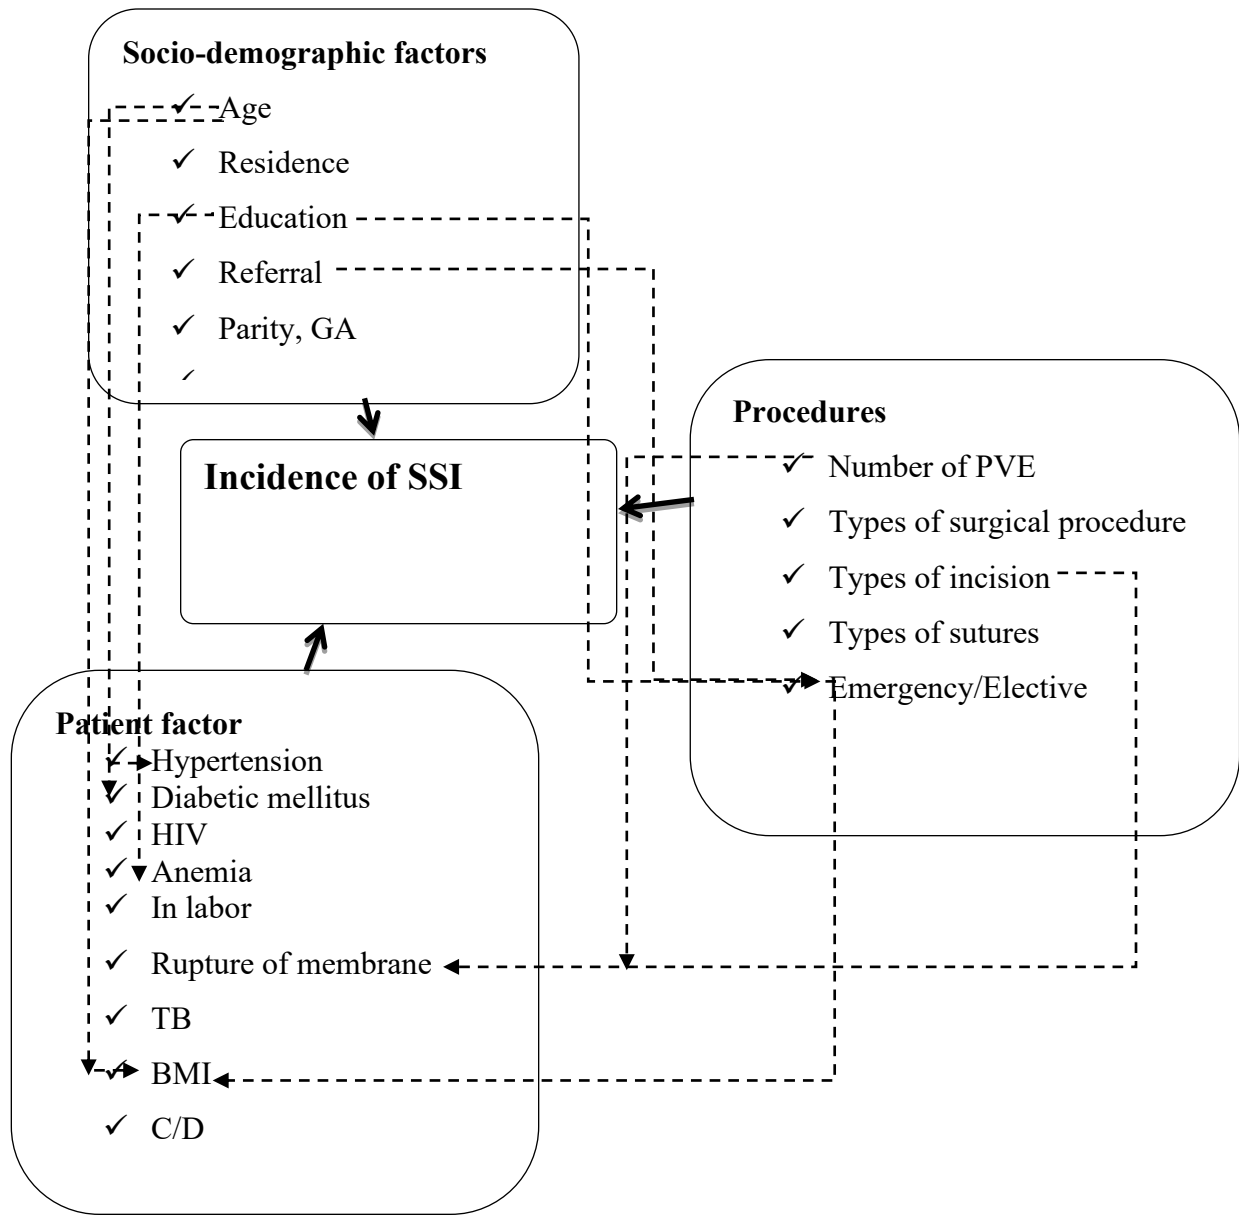 Socio-demographic factors
✓ Age
✓ Residence
✓ Education
✓ Referral
✓ Parity, GA
Incidence of SSI
Procedures
✓ Number of PVE
✓ Types of surgical procedure
✓ Types of incision
✓ Types of sutures
✓ Emergency/Elective
Patient factor
✓ Hypertension
✓ Diabetic mellitus
✓ HIV
✓ Anemia
✓ In labor
✓ Rupture of membrane
✓ TB
✓ BMI
✓ C/D